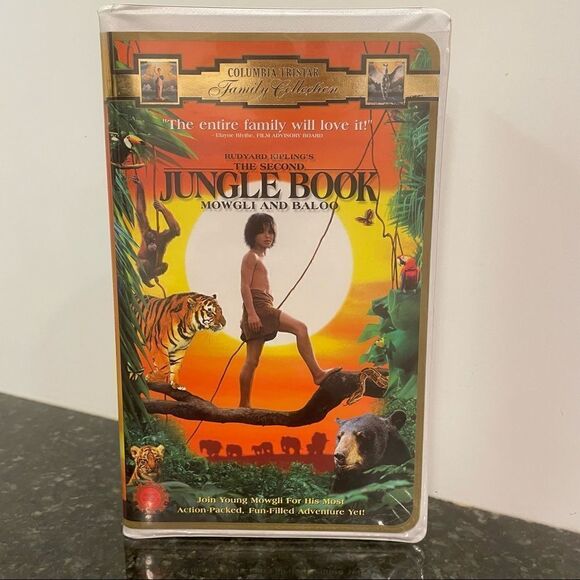 COLUMBIA TRISTAR
Family Collection
"The entire family will love it!"
-Elayne Blythe, FILM ADVISORY BOARD
RUDYARD KIPLING'S
THE SECOND
JUNGLE BOOK
MOWGLI AND BALOO
Join Young Mowgli For His Most
Action-Packed, Fun-Filled Adventure Yet!